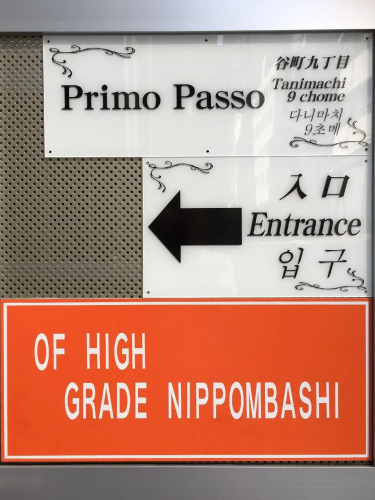 Primo Passo
谷町九丁目
Tanimachi
9 chome
다니마치
9초메
入口
Entrance
입구
OF HIGH
GRADE NIPPOMBASHI